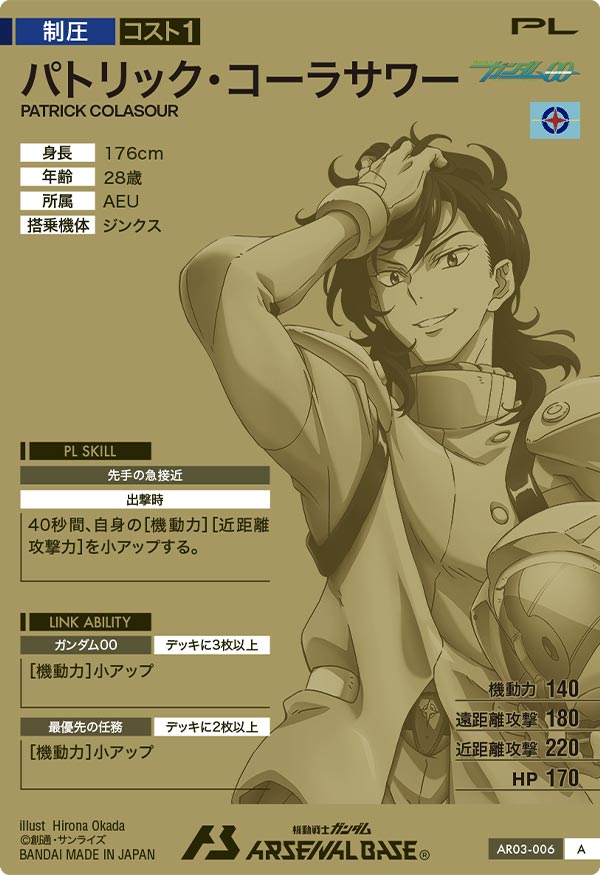 制圧 コスト1 PL
パトリック・コーラサワー ガンダム00
PATRICK COLASOUR
身長 176cm
年齢 28歳
所属 AEU
搭乗機体 ジンクス
PL SKILL
先手の急接近
出撃時
40秒間、自身の[機動力][近距離
攻撃力]を小アップする。
LINK ABILITY
ガンダム00 デッキに3枚以上
[機動力]小アップ
最優先の任務 デッキに2枚以上
[機動力]小アップ
機動力 140
遠距離攻撃 180
近距離攻撃 220
HP 170
illust Hirona Okada
©創通・サンライズ
BANDAI MADE IN JAPAN
機動戦士ガンダム
ARSENAL BASE®
AR03-006 A